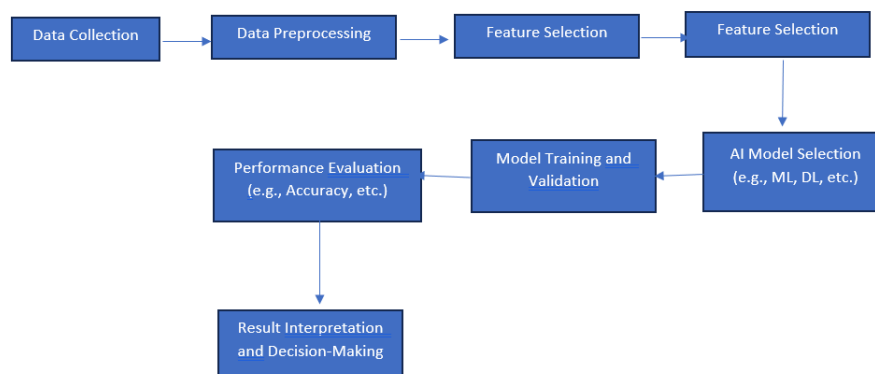 Data Collection
Data Preprocessing
Feature Selection
Feature Selection
AI Model Selection
(e.g., ML, DL, etc.)
Model Training and
Validation
Performance Evaluation
(e.g., Accuracy, etc.)
Result Interpretation
and Decision-Making